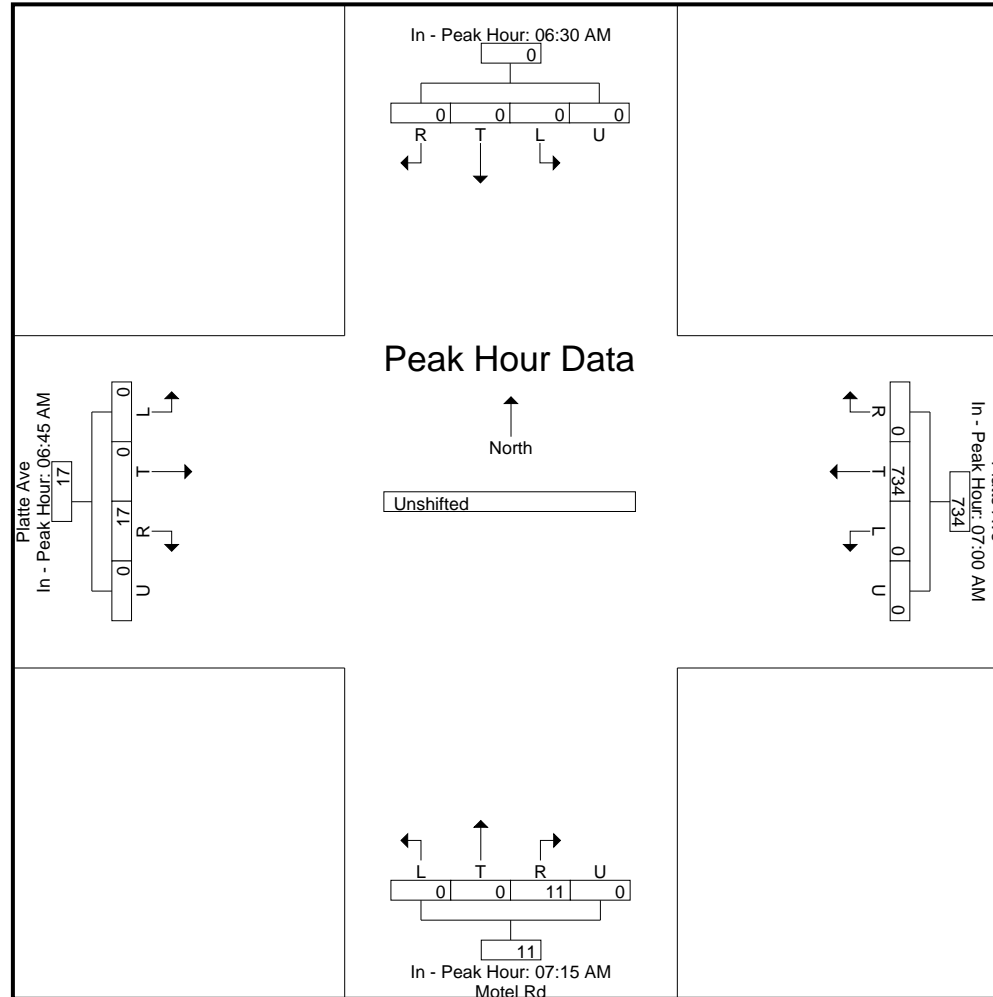 In - Peak Hour: 06:30 AM
0
0 0 0 0
R T L U
Peak Hour Data
North
Unshifted
Platte Ave
In - Peak Hour: 06:45 AM
17
0 0 17 0
L T R U
In - Peak Hour: 07:00 AM
734
0 734 0 0
R T L U
L T R U
0 0 11 0
11
In - Peak Hour: 07:15 AM
Motel Rd